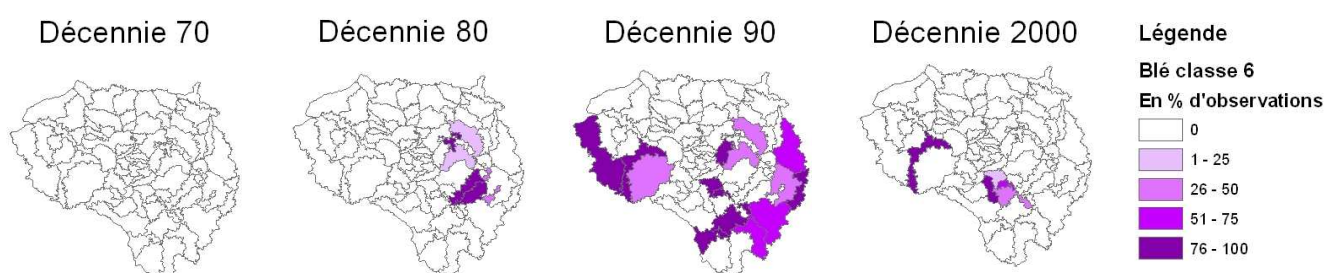 Décennie 70
Décennie 80
Décennie 90
Décennie 2000
Légende
Blé classe 6
En % d'observations
0
1 - 25
26 - 50
51 - 75
76 - 100